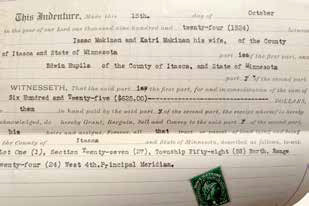 This Indenture, Made this 13th. day of October
in the year of our lord one thousand nine hundred and twenty-four (1924)
Isaac Makinen and Katri Makinan his wife, of the County
of Itasca and State of Minnesota part ies of the first part, and
Edwin Rupila of the County of Itasca, and State of Minnesota
part y of the second part
WITNESSETH, That the said part ies of the first part, for and in consideration of the sum of
Six Hundred and Twenty-five ($625.00) DOLLARS,
then in hand paid by the said part y of the second part, the receipt whereof is hereby
acknowledged, do hereby Grant, Bargain, Sell and Convey to the said part y of the second part,
his heirs and assigns, Forever, all that tract or parcel of land lying and being
the County of Itasca and State of Minnesota, described as follows, to-wit:
Lot One (1), Section Twenty-seven (27), Township Fifty-eight (58) North, Range
twenty-four (24) West 4th. Principal Meridian.